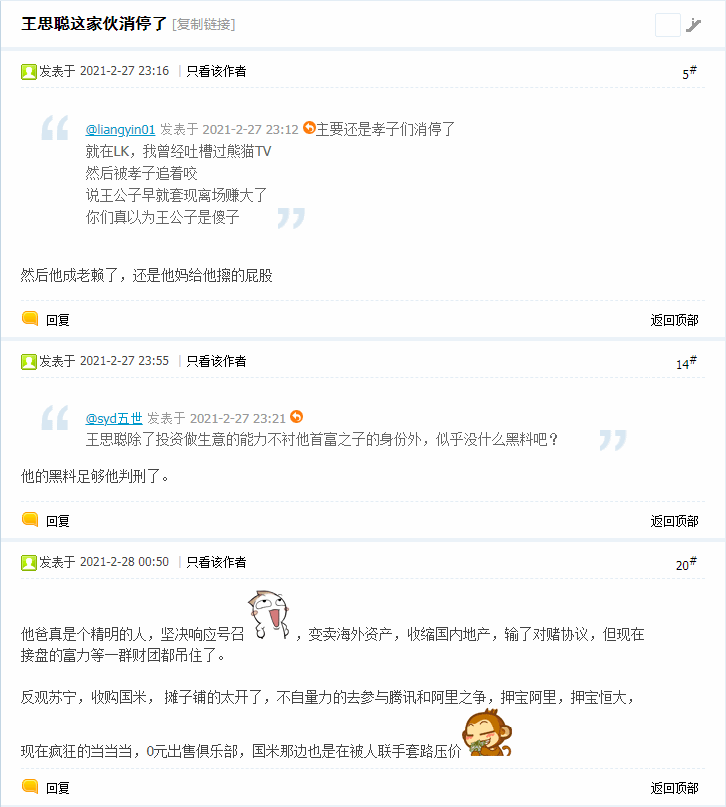 王思聪这家伙消停了 [复制链接]
发表于 2021-2-27 23:16 |只看该作者
5#
@liangyin01 发表于 2021-2-27 23:12 主要还是孝子们消停了
就在LK，我曾经吐槽过熊猫TV
然后被孝子追着咬
说王公子早就套现离场赚大了
你们真以为王公子是傻子
然后他成老赖了，还是他妈给他擦的屁股
回复
返回顶部
发表于 2021-2-27 23:55 |只看该作者
14#
@syd五世 发表于 2021-2-27 23:21
王思聪除了投资做生意的能力不衬他首富之子的身份外，似乎没什么黑料吧？
他的黑料足够他判刑了。
回复
返回顶部
发表于 2021-2-28 00:50 |只看该作者
20#
他爸真是个精明的人，坚决响应号召 ，变卖海外资产，收缩国内地产，输了对赌协议，但现在
接盘的富力等一群财团都吊住了。
反观苏宁，收购国米， 摊子铺的太开了，不自量力的去参与腾讯和阿里之争，押宝阿里，押宝恒大，
现在疯狂的当当当，0元出售俱乐部，国米那边也是在被人联手套路压价
回复
返回顶部